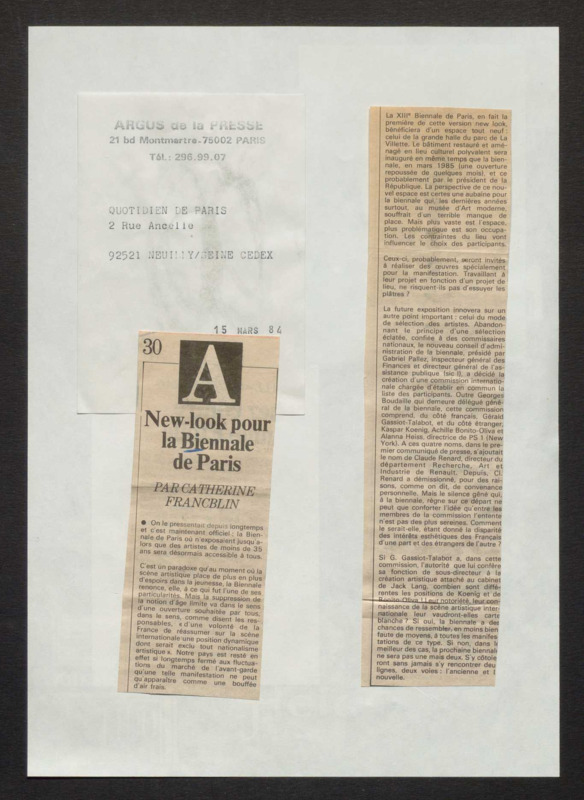 ARGUS de la PRESSE
21 bd Montmartre-75002 PARIS
Tél.: 296.99.07
QUOTIDIEN DE PARIS
2 Rue Ancelle
92521 NEUILLY/SEINE CEDEX
15 MARS 84
30
A
New-look pour
la Biennale
de Paris
PAR CATHERINE
FRANCBLIN
● On le pressentait depuis longtemps
et c'est maintenant officiel : la Bien-
nale de Paris où n'exposaient jusqu'a-
lors que des artistes de moins de 35
ans sera désormais accessible à tous.
C'est un paradoxe qu'au moment où la
scène artistique place de plus en plus
d'espoirs dans la jeunesse, la Biennale
renonce, elle, à ce qui fut l'une de ses
particularités. Mais la suppression de
la notion d'âge limite va dans le sens
d'une ouverture souhaitée par tous,
dans le sens, comme disent les res-
ponsables, « d'une volonté de la
France de réassumer sur la scène
internationale une position dynamique
dont serait exclu tout nationalisme
artistique ». Notre pays est resté en
effet si longtemps fermé aux fluctua-
tions du marché de l'avant-garde
qu'une telle manifestation ne peut
qu'apparaître comme une bouffée
d'air frais.
La XIIIe Biennale de Paris, en fait la
première de cette version new look,
bénéficiera d'un espace tout neuf :
celui de la grande halle du parc de La
Villette. Le bâtiment restauré et amé-
nagé en lieu culturel polyvalent sera
inauguré en même temps que la bien-
nale, en mars 1985 (une ouverture
repoussée de quelques mois), et ce
probablement par le président de la
République. La perspective de ce nou-
vel espace est certes une aubaine pour
la biennale qui, les dernières années
surtout, au musée d'Art moderne,
souffrait d'un terrible manque de
place. Mais plus vaste est l'espace,
plus problématique est son occupa-
tion. Les contraintes du lieu vont
influencer le choix des participants.
Ceux-ci, probablement, seront invités
à réaliser des œuvres spécialement
pour la manifestation. Travaillant à
leur projet en fonction d'un projet de
lieu, ne risquent-ils pas d'essuyer les
plâtres ?
La future exposition innovera sur un
autre point important : celui du mode
de sélection des artistes. Abandon-
nant le principe d'une sélection
éclatée, confiée à des commissaires
nationaux, le nouveau conseil d'admi-
nistration de la biennale, présidé par
Gabriel Pallez, inspecteur général des
Finances et directeur général de l'as-
sistance publique (sic !), a décidé la
création d'une commission internatio-
nale chargée d'établir en commun la
liste des participants. Outre Georges
Boudaille qui demeure délégué géné-
ral de la biennale, cette commission
comprend, du côté français, Gérald
Gassiot-Talabot, et du côté étranger,
Kaspar Koenig, Achille Bonito-Oliva et
Alanna Heiss, directrice de PS 1 (New
York). A ces quatre noms, dans le pre-
mier communiqué de presse, s'ajoutait
le nom de Claude Renard, directeur du
département Recherche, Art et
Industrie de Renault. Depuis, Cl.
Renard a démissionné, pour des rai-
sons, comme on dit, de convenance
personnelle. Mais le silence gêné qui,
à la biennale, règne sur ce départ ne
peut que conforter l'idée qu'entre les
membres de la commission l'entente
n'est pas des plus sereines. Comment
le serait-elle, étant donné la disparité
des intérêts esthétiques des Français
d'une part et des étrangers de l'autre ?
Si G. Gassiot-Talabot a, dans cette
commission, l'autorité que lui confère
sa fonction de sous-directeur à la
création artistique attaché au cabinet
de Jack Lang, combien sont diffé-
rentes les positions de Koenig et de
Bonito-Oliva ! Leur notoriété, leur con-
naissance de la scène artistique inter-
nationale leur vaudront-elles carte
blanche ? Si oui, la biennale a des
chances de ressembler, en moins bien
faute de moyens, à toutes les manifes-
tations de ce type. Si non, dans le
meilleur des cas, la prochaine biennale
ne sera pas une mais deux. S'y côtoie-
ront sans jamais s'y rencontrer deux
lignes, deux voies : l'ancienne et la
nouvelle.